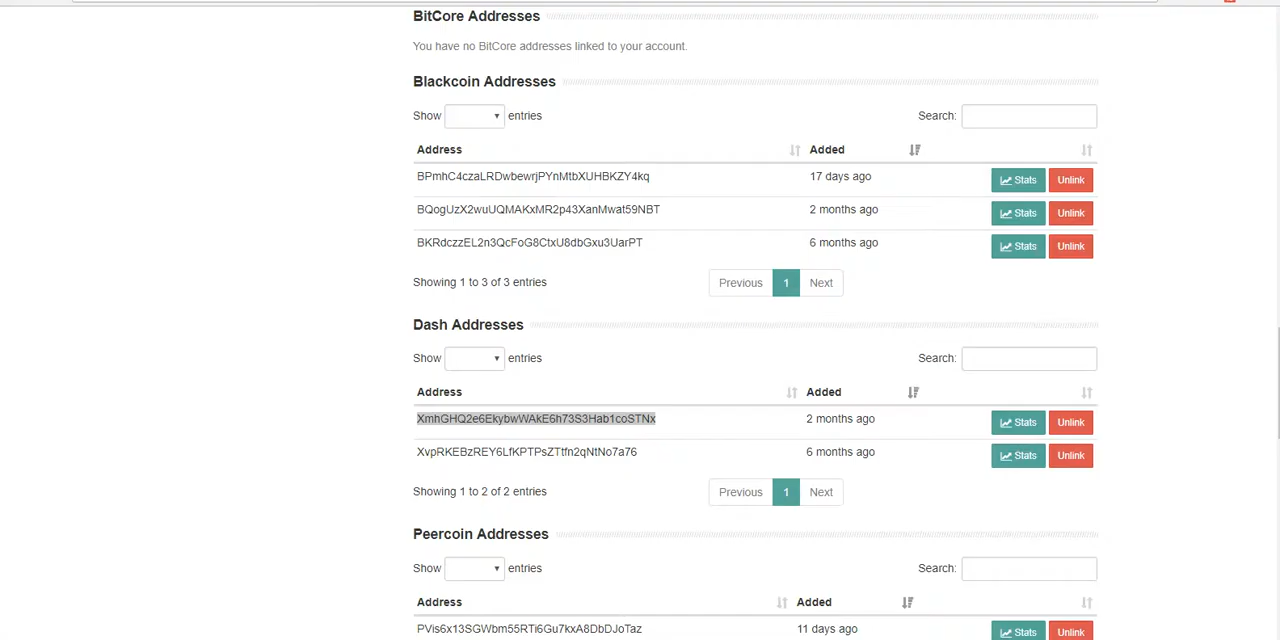 BitCore Addresses
You have no BitCore addresses linked to your account.
Blackcoin Addresses
Show entries Search:
Address Added
BPmhC4czaLRDwbewrjPYnMtbXUHBKZY4kq 17 days ago Stats Unlink
BQogUzX2wuUQMAKxMR2p43XanMwat59NBT 2 months ago Stats Unlink
BKRdczzEL2n3QcFoG8CtxU8dbGxu3UarPT 6 months ago Stats Unlink
Showing 1 to 3 of 3 entries Previous 1 Next
Dash Addresses
Show entries Search:
Address Added
XmhGHQ2e6EkybwWAkE6h73S3Hab1coSTNx 2 months ago Stats Unlink
XvpRKEBzREY6LfKPTPsZTtfn2qNtNo7a76 6 months ago Stats Unlink
Showing 1 to 2 of 2 entries Previous 1 Next
Peercoin Addresses
Show entries Search:
Address Added
PVis6x13SGWbm55RTi6Gu7kxA8DbDJoTaz 11 days ago Stats Unlink